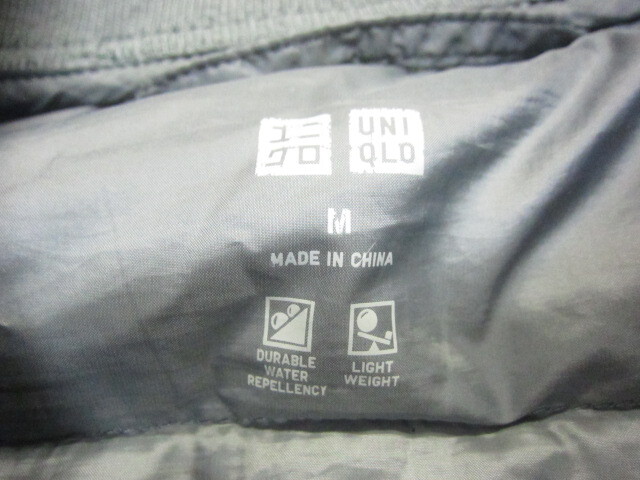 ユニ
クロ
UNI
QLO
M
MADE IN CHINA
DURABLE
WATER
REPELLENCY
LIGHT
WEIGHT